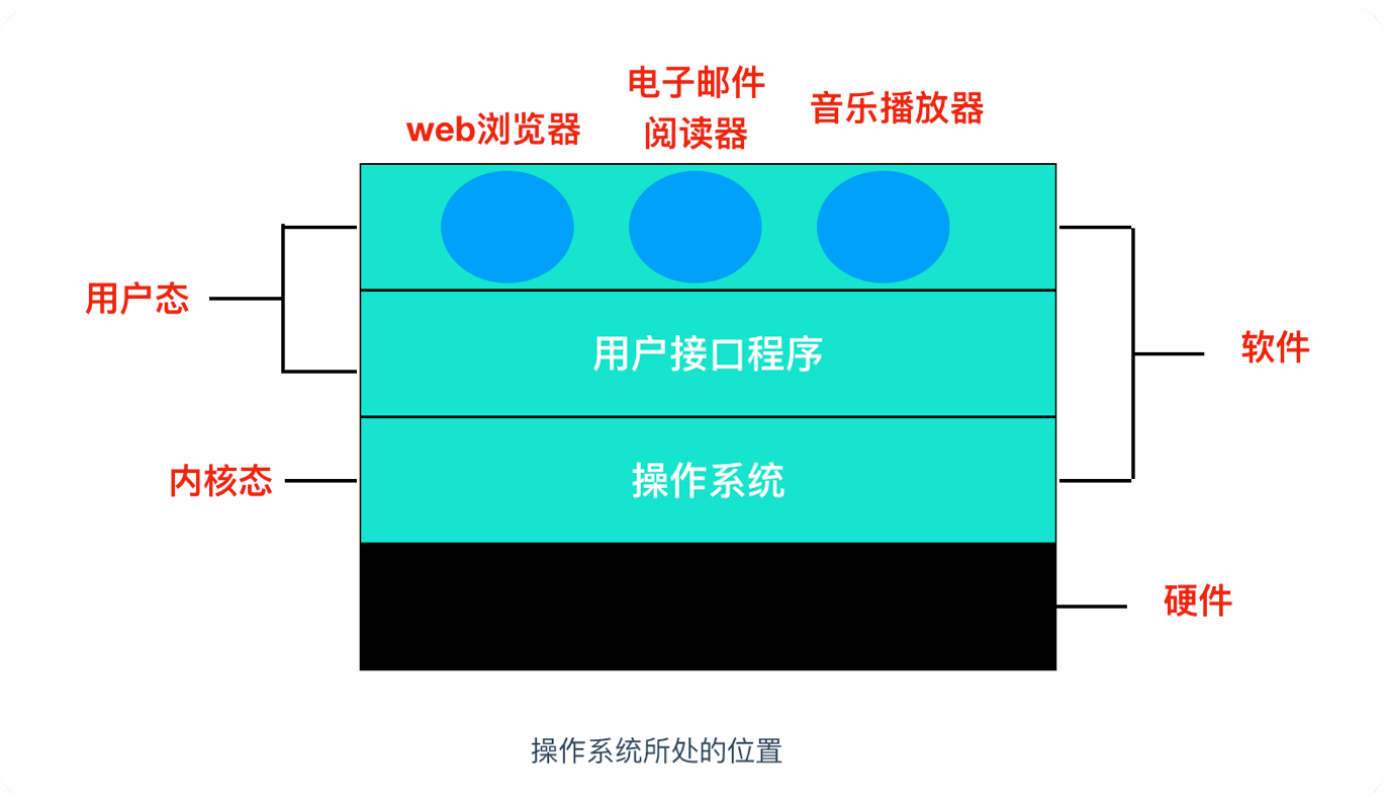 电子邮件
阅读器
web浏览器
音乐播放器
用户态
用户接口程序
软件
内核态
操作系统
硬件
操作系统所处的位置